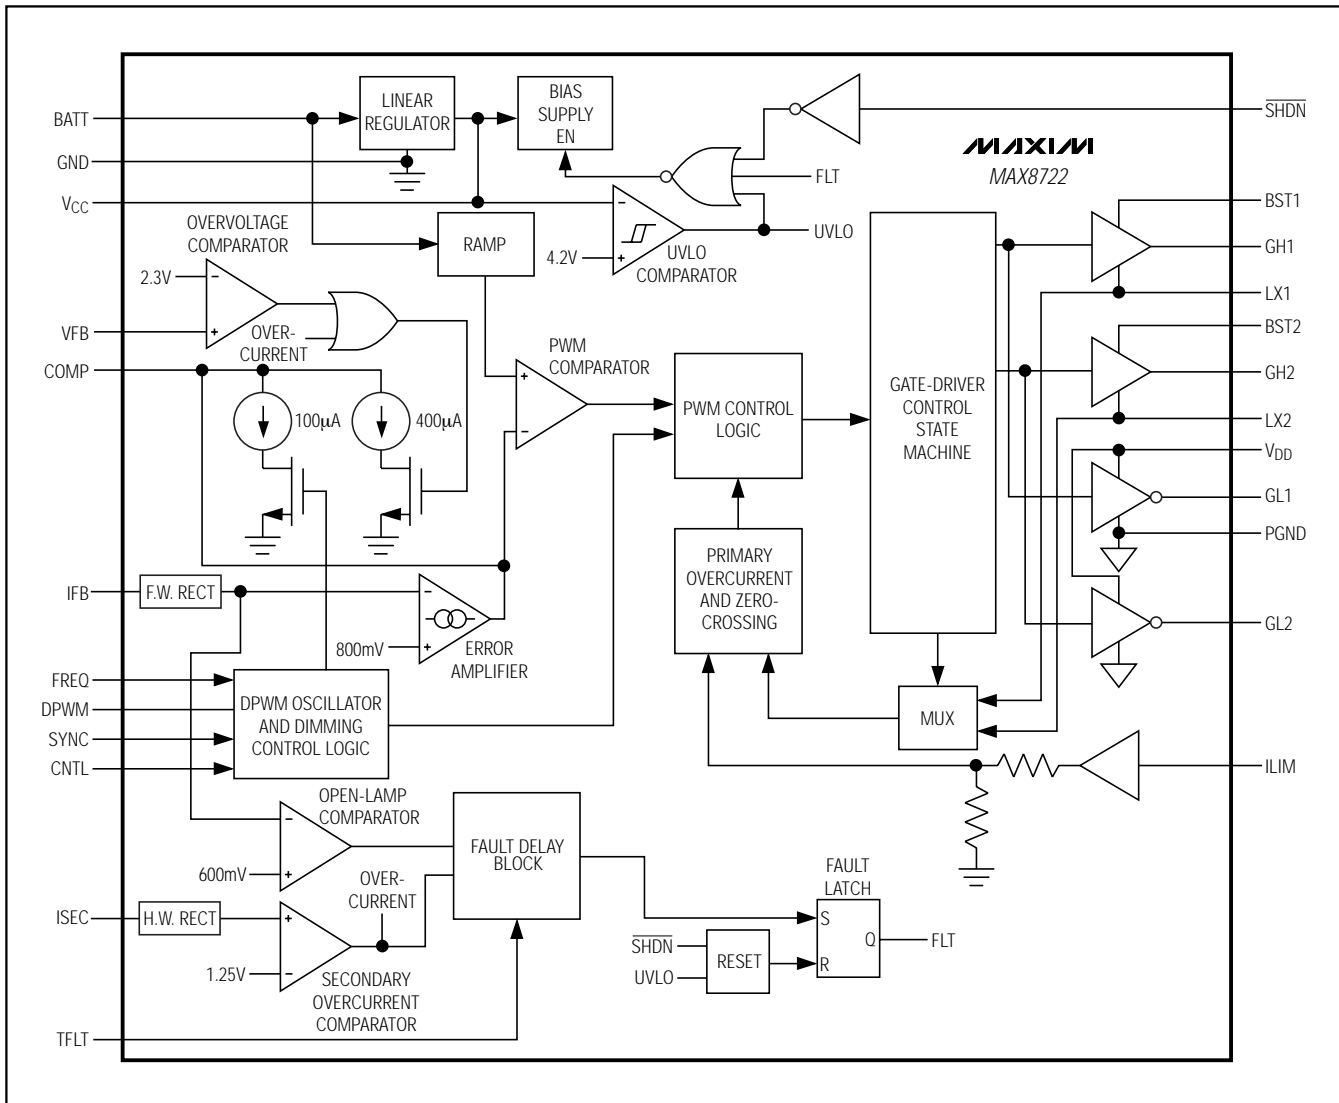 BATT
GND
VCC
VFB
COMP
IFB
FREQ
DPWM
SYNC
CNTL
ISEC
TFLT
LINEAR
REGULATOR
BIAS
SUPPLY
EN
SHDN
MAXIM
MAX8722
FLT
UVLO
4.2V
UVLO
COMPARATOR
RAMP
OVERVOLTAGE
COMPARATOR
2.3V
OVER-
CURRENT
100µA
400µA
PWM
COMPARATOR
PWM CONTROL
LOGIC
GATE-DRIVER
CONTROL
STATE
MACHINE
BST1
GH1
LX1
BST2
GH2
LX2
VDD
GL1
PGND
GL2
PRIMARY
OVERCURRENT
AND ZERO-
CROSSING
F.W. RECT
800mV
ERROR
AMPLIFIER
DPWM OSCILLATOR
AND DIMMING
CONTROL LOGIC
MUX
ILIM
OPEN-LAMP
COMPARATOR
600mV
FAULT DELAY
BLOCK
OVER-
CURRENT
H.W. RECT
1.25V
SECONDARY
OVERCURRENT
COMPARATOR
SHDN
UVLO
RESET
FAULT
LATCH
S
Q
R
FLT